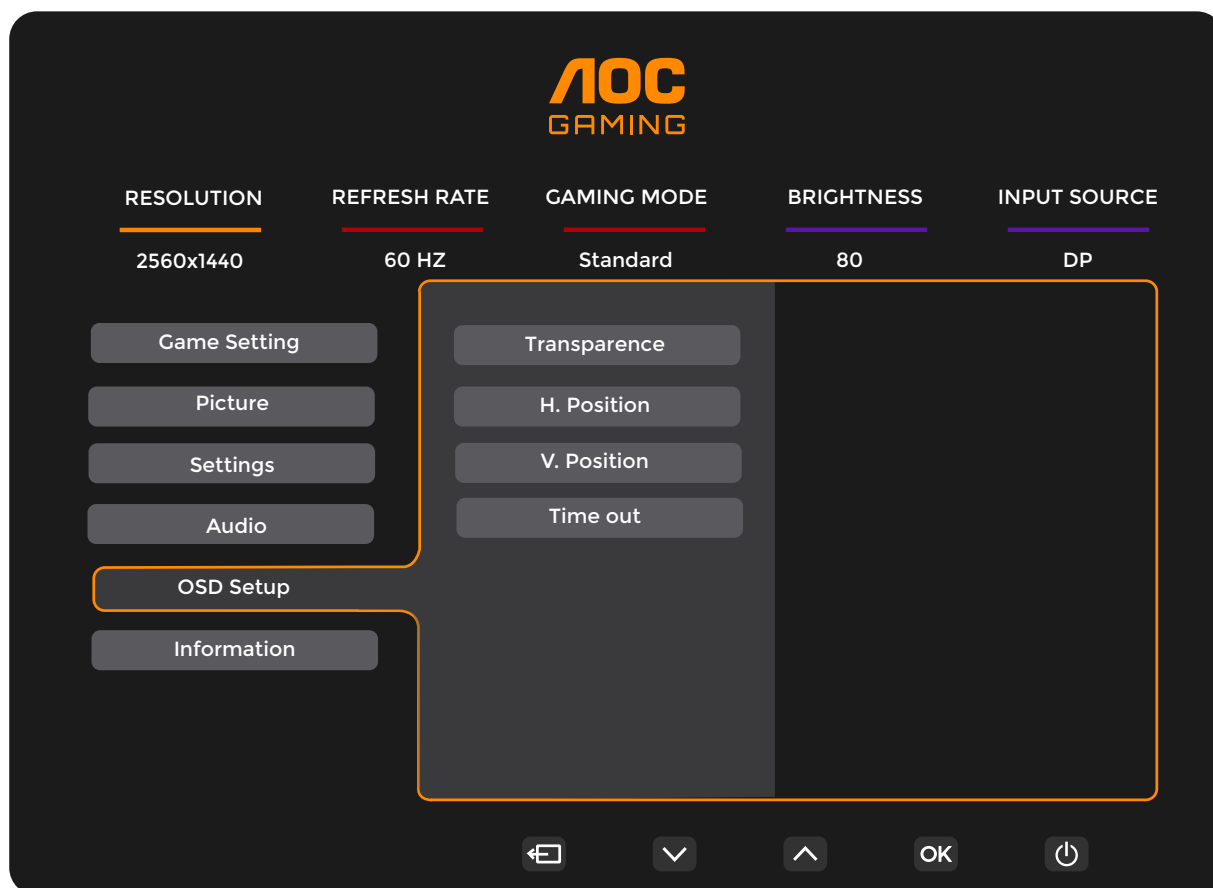 AOC
GAMING
RESOLUTION REFRESH RATE GAMING MODE BRIGHTNESS INPUT SOURCE
2560x1440 60 HZ Standard 80 DP
Game Setting
Picture
Settings
Audio
OSD Setup
Information
Transparence
H. Position
V. Position
Time out
OK